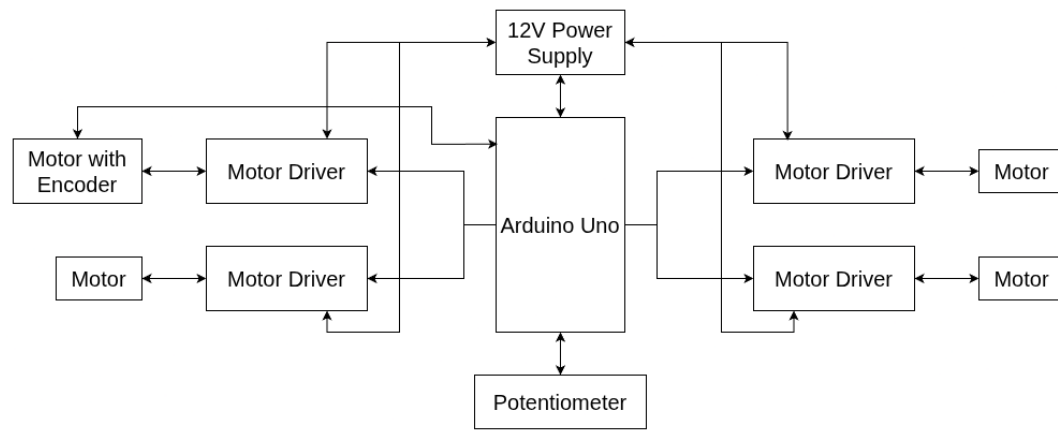 12V Power
Supply
Motor with
Encoder
Motor Driver
Motor Driver
Motor
Arduino Uno
Motor
Motor Driver
Motor Driver
Motor
Potentiometer